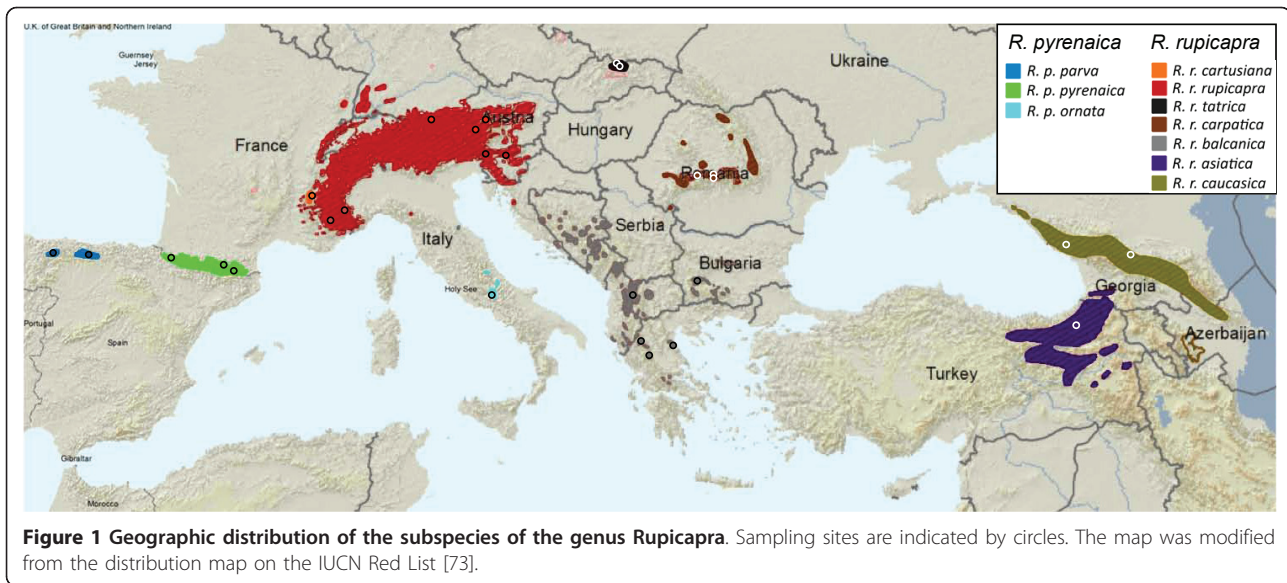 U.K. of Great Britain and Northern Ireland
Guernsey
Jersey
Ukraine
France
Austria
Hungary
Romania
Italy
Serbia
Bulgaria
Holy See
Portugal
Spain
Georgia
Azerbaijan
Turkey
Gibraltar
Morocco
R. pyrenaica
R. p. parva
R. p. pyrenaica
R. p. ornata
R. rupicapra
R. r. cartusiana
R. r. rupicapra
R. r. tatrica
R. r. carpatica
R. r. balcanica
R. r. asiatica
R. r. caucasica
Figure 1 Geographic distribution of the subspecies of the genus Rupicapra. Sampling sites are indicated by circles. The map was modified
from the distribution map on the IUCN Red List [73].